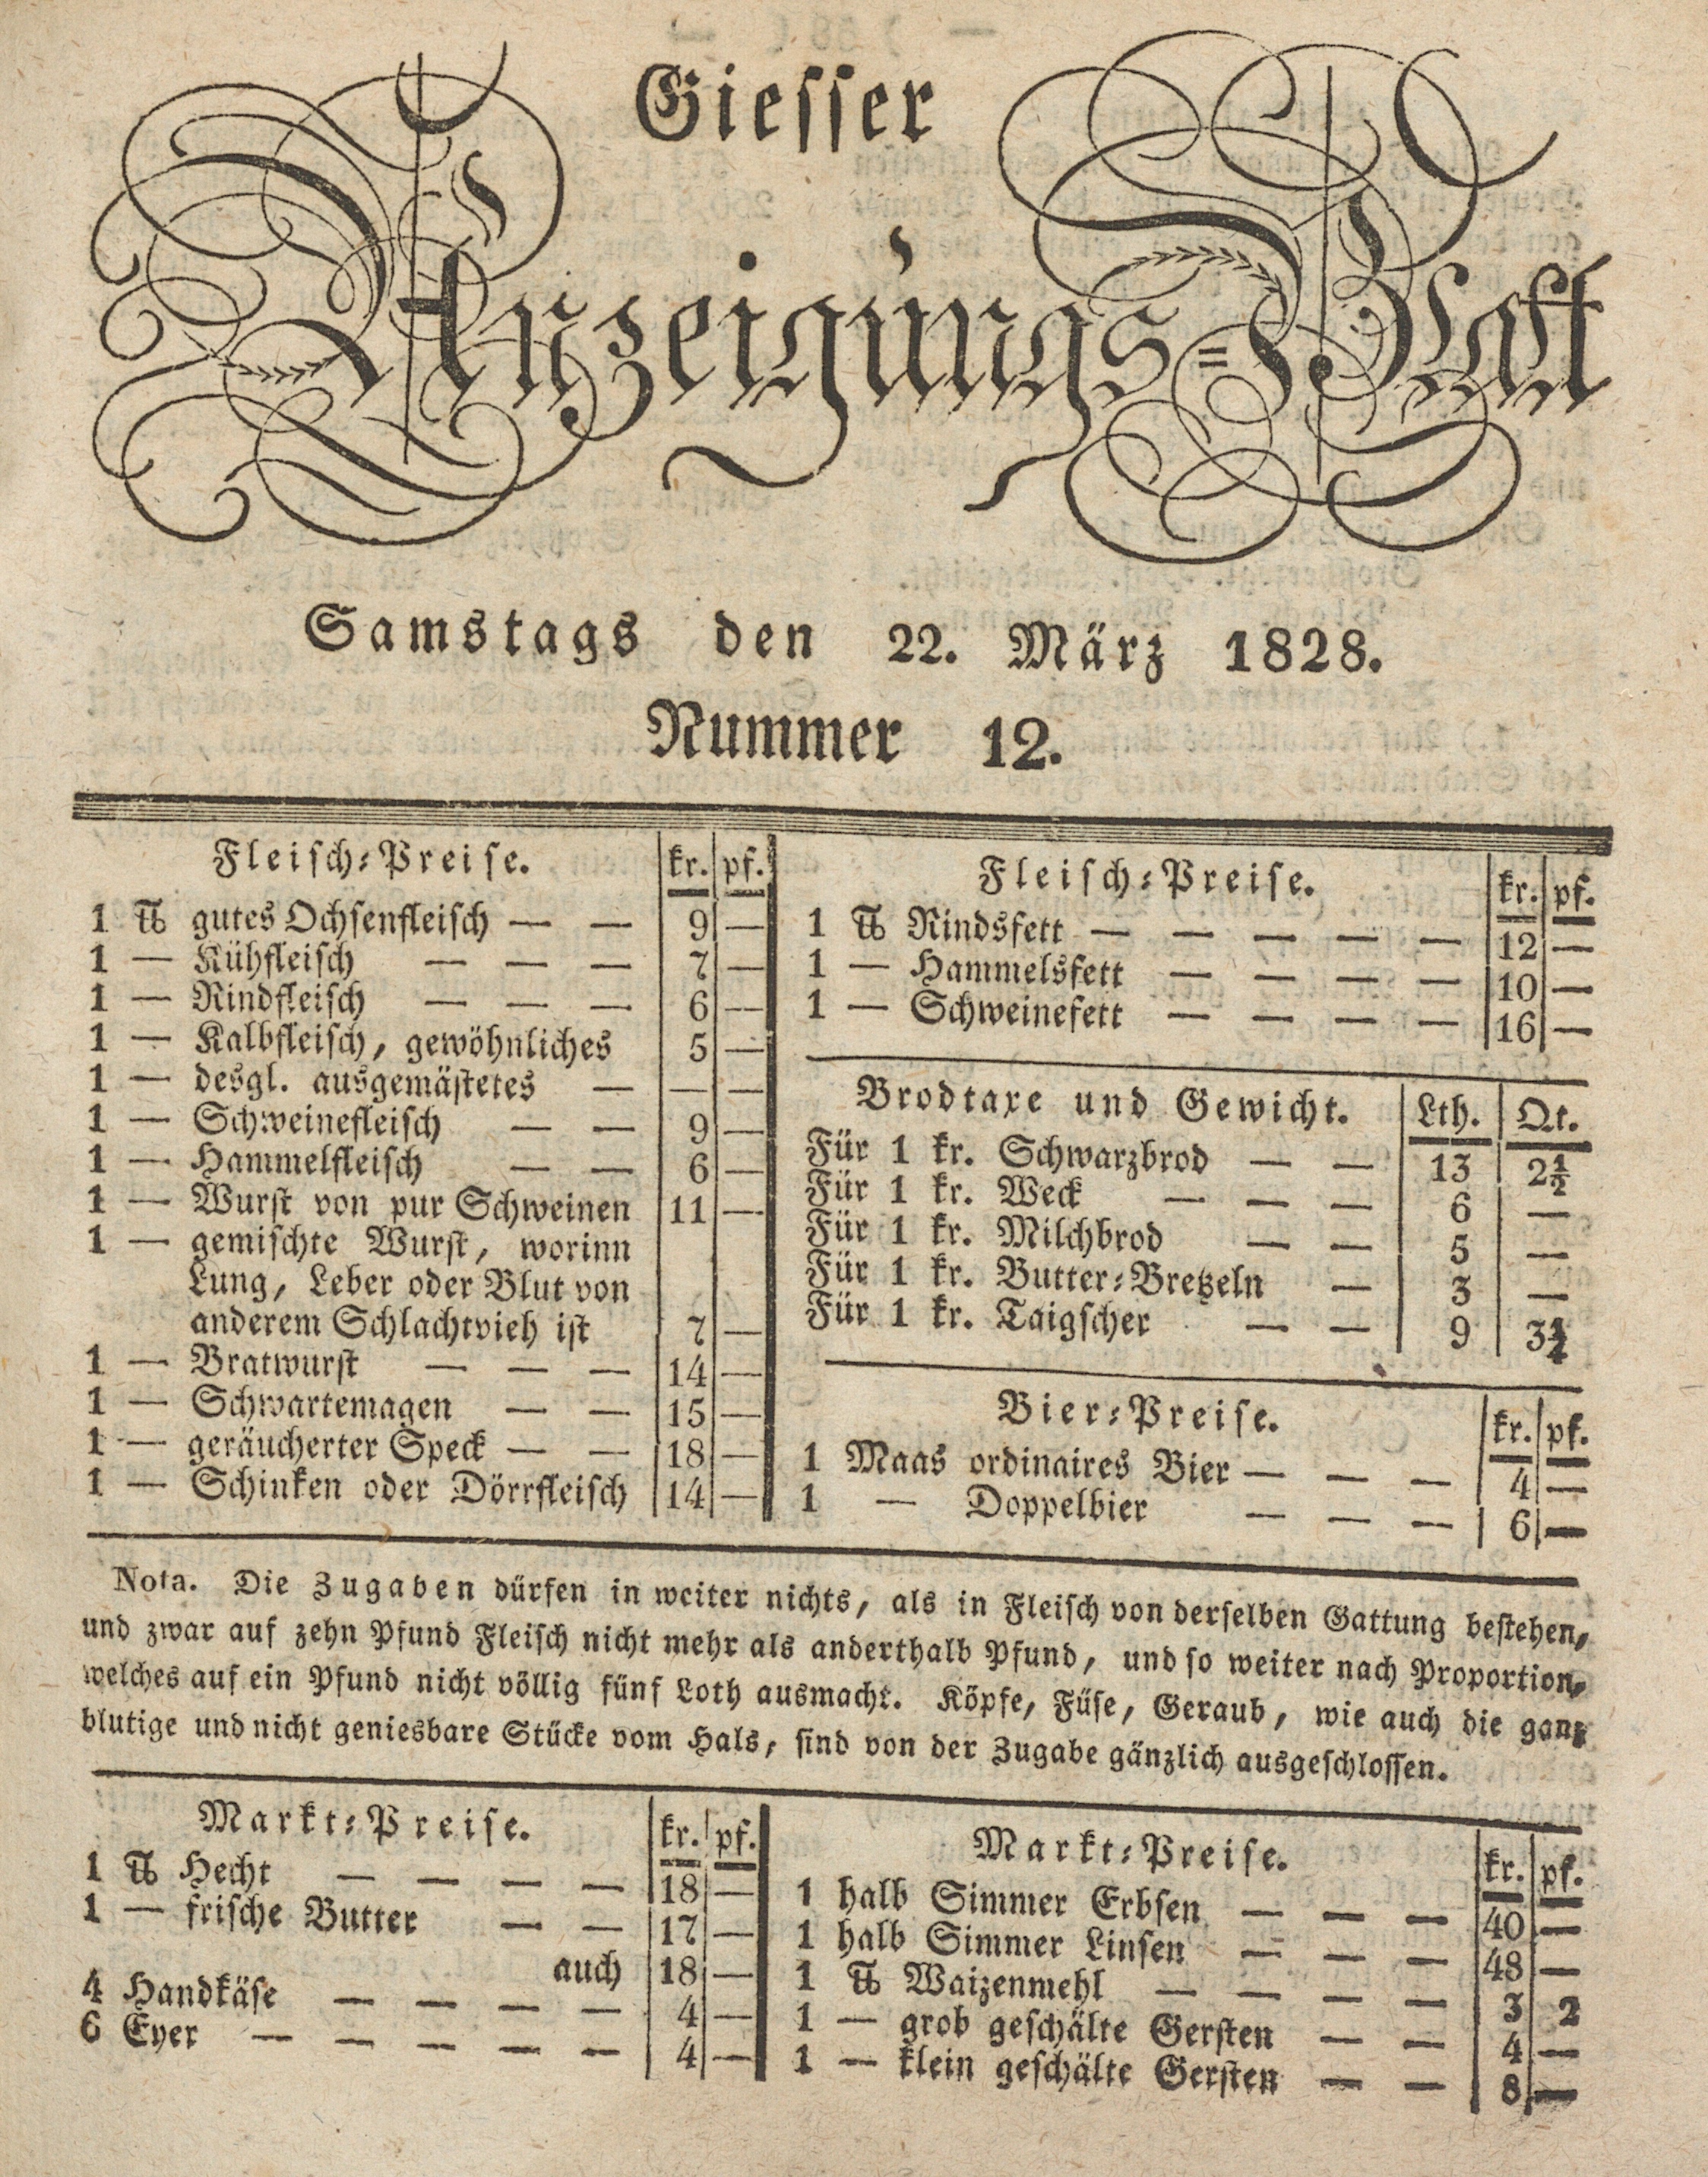 Giesser
Anzeigungs=Blatt
Samstags den 22. März 1828.
Nummer 12.
Fleisch-Preise. kr. pf.
1 ℔ gutes Ochsenfleisch — — 9 —
1 — Kühfleisch — — — 7 —
1 — Rindfleisch — — — 6 —
1 — Kalbfleisch, gewöhnliches 5 —
1 — desgl. ausgemästetes — — —
1 — Schweinefleisch — — 9 —
1 — Hammelfleisch — — 6 —
1 — Wurst von pur Schweinen 11 —
1 — gemischte Wurst, worinn
Lung, Leber oder Blut von
anderem Schlachtvieh ist 7 —
1 — Bratwurst — — — 14 —
1 — Schwartemagen — — 15 —
1 — geräucherter Speck — — 18 —
1 — Schinken oder Dörrfleisch 14 —
Fleisch-Preise. kr. pf.
1 ℔ Rindsfett — — — — — 12 —
1 — Hammelsfett — — — — 10 —
1 — Schweinefett — — — — 16 —
Brodtaxe und Gewicht. Lth. Qt.
Für 1 kr. Schwarzbrod — — 13 2½
Für 1 kr. Weck — — — 6 —
Für 1 kr. Milchbrod — — 5 —
Für 1 kr. Butter-Bretzeln — 3 —
Für 1 kr. Taigscher — — 9 3¼
Bier-Preise. kr. pf.
1 Maas ordinaires Bier — — — 4 —
1 — Doppelbier — — — 6 —
Nota. Die Zugaben dürfen in weiter nichts, als in Fleisch von derselben Gattung bestehen,
und zwar auf zehn Pfund Fleisch nicht mehr als anderthalb Pfund, und so weiter nach Proportion,
welches auf ein Pfund nicht völlig fünf Loth ausmacht. Köpfe, Füse, Geraub, wie auch die ganz
blutige und nicht geniesbare Stücke vom Hals, sind von der Zugabe gänzlich ausgeschlossen.
Markt-Preise. kr. pf.
1 ℔ Hecht — — — — 18 —
1 — frische Butter — — 17 —
auch 18 —
4 Handkäse — — — — 4 —
6 Eyer — — — — — 4 —
Markt-Preise. kr. pf.
1 halb Simmer Erbsen — — — 40 —
1 halb Simmer Linsen — — — 48 —
1 ℔ Waizenmehl — — — — 3 2
1 — grob geschälte Gersten — — 4 —
1 — klein geschälte Gersten — — 8 —